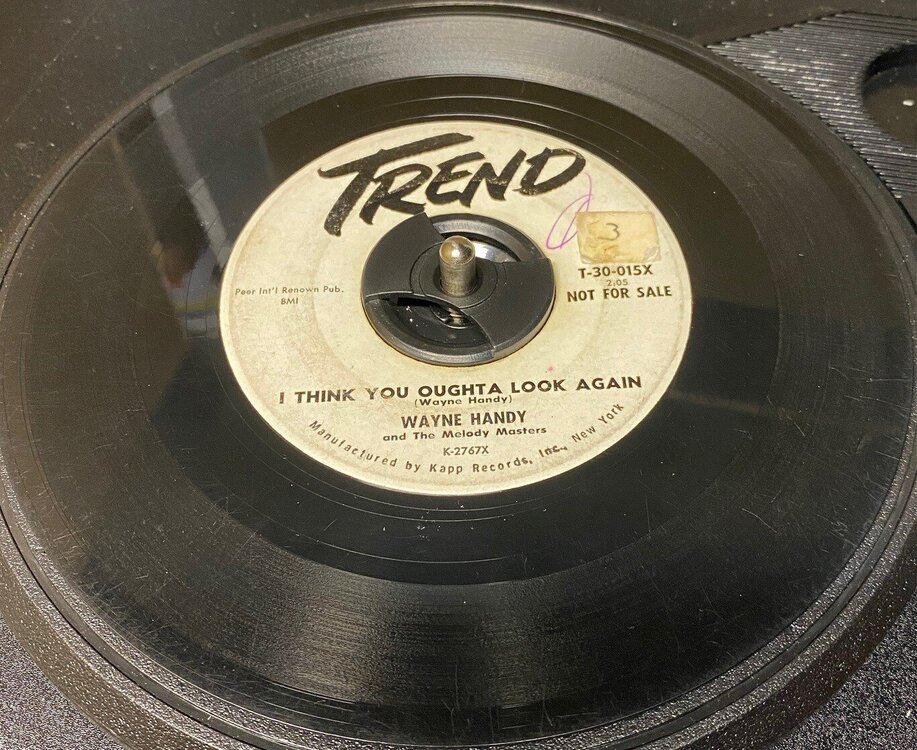 TREND
3
T-30-015X
2:05
NOT FOR SALE
Peer Int'l Renown Pub.
BMI
I THINK YOU OUGHTA LOOK AGAIN
(Wayne Handy)
WAYNE HANDY
and The Melody Masters
K-2767X
Manufactured by Kapp Records, Inc., New York